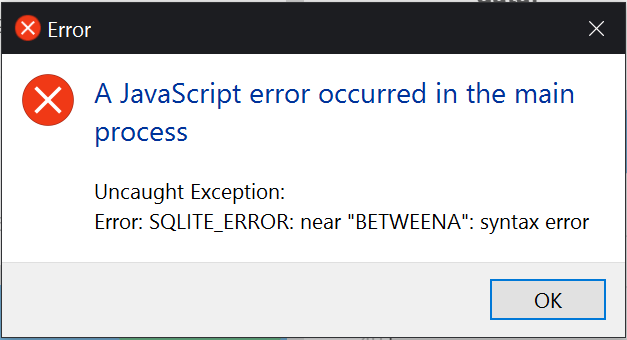 Error
A JavaScript error occurred in the main
process
Uncaught Exception:
Error: SQLITE_ERROR: near "BETWEENA": syntax error
OK